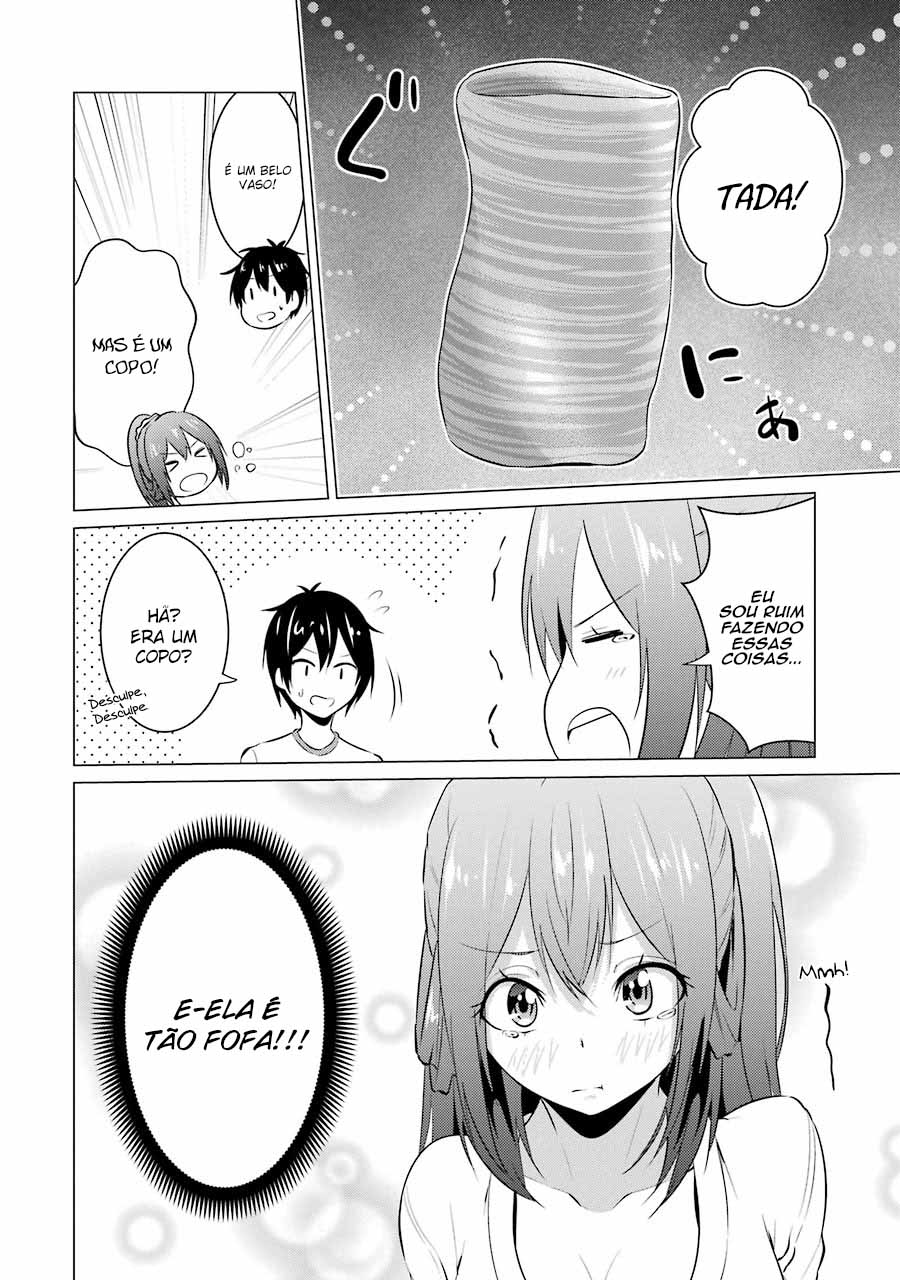 TADA!
ぐ
に
ゃ
É UM BELO
VASO!
MAS É UM
COPO!
EU
SOU RUIM
FAZENDO
ESSAS
COISAS...
HÃ?
ERA UM
COPO?
Desculpe,
Desculpe
Mmh!
E-ELA É
TÃO FOFA!!!